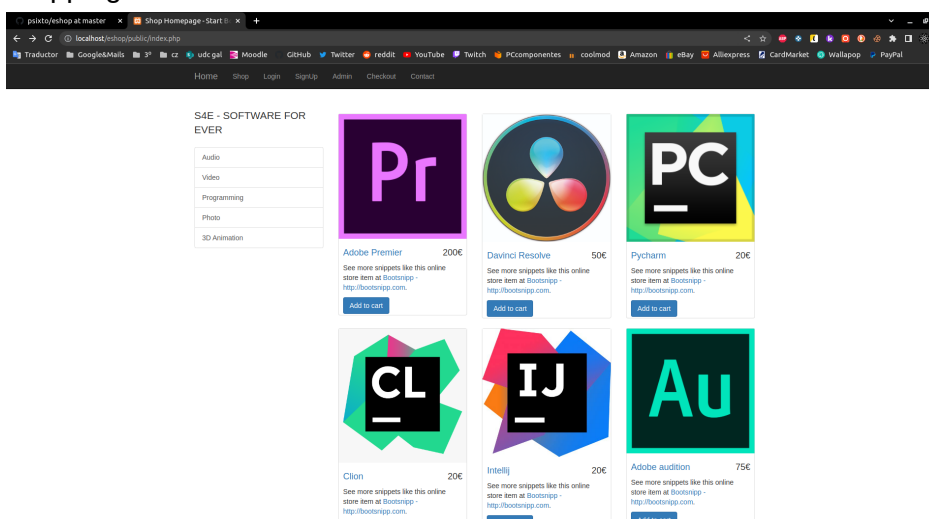 psixto/eshop at master × Shop Homepage - Start B × +
localhost/eshop/public/index.php
Traductor Google&Mails 3º cz udc gal Moodle GitHub Twitter reddit YouTube Twitch PCcomponentes coolmod Amazon eBay Alliexpress CardMarket Wallapop PayPal
Home Shop Login SignUp Admin Checkout Contact
S4E - SOFTWARE FOR
EVER
Audio
Video
Programming
Photo
3D Animation
Pr
PC
Adobe Premier 200€
See more snippets like this online
store item at Bootsnipp -
http://bootsnipp.com.
Add to cart
Davinci Resolve 50€
See more snippets like this online
store item at Bootsnipp -
http://bootsnipp.com.
Add to cart
Pycharm 20€
See more snippets like this online
store item at Bootsnipp -
http://bootsnipp.com.
Add to cart
CL
IJ
Au
Clion 20€
See more snippets like this online
store item at Bootsnipp -
http://bootsnipp.com.
Intellij 20€
See more snippets like this online
store item at Bootsnipp -
http://bootsnipp.com.
Adobe audition 75€
See more snippets like this online
store item at Bootsnipp -
http://bootsnipp.com.